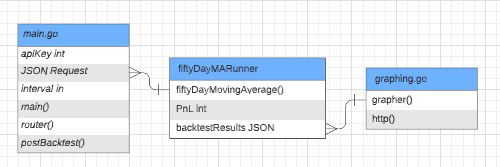 main.go
apiKey int
JSON Request
interval in
main()
router()
postBacktest()
fiftyDayMARunner
fiftyDayMovingAverage()
PnL int
backtestResults JSON
graphing.go
grapher()
http()